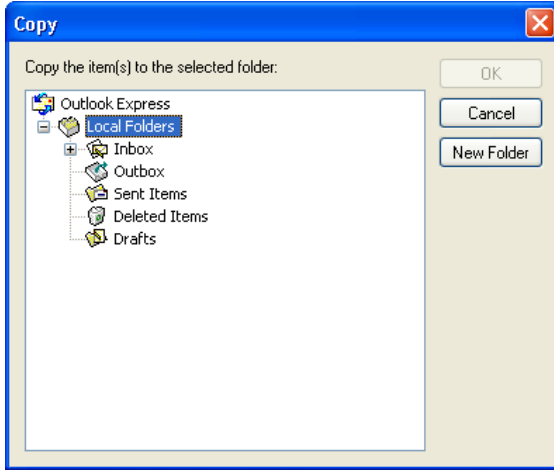 Copy
Copy the item(s) to the selected folder:
Outlook Express
Local Folders
Inbox
Outbox
Sent Items
Deleted Items
Drafts
OK
Cancel
New Folder